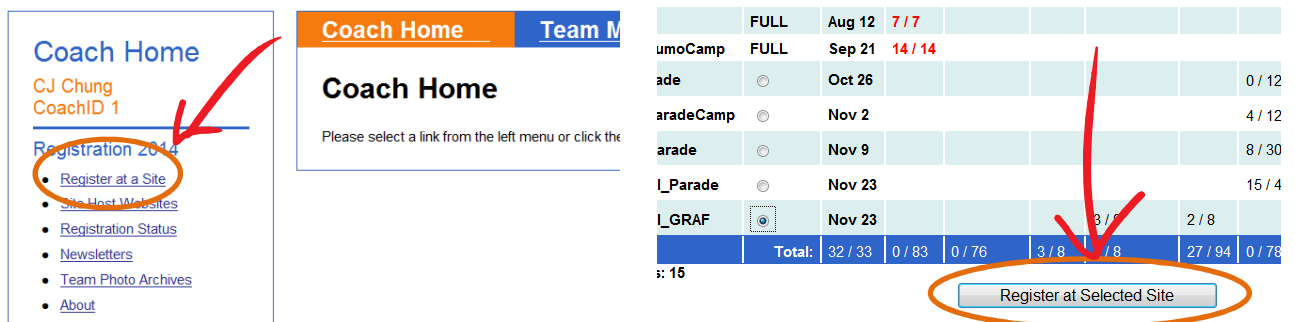 Coach Home
CJ Chung
CoachID 1
Registration 2014
Register at a Site
Site Host Websites
Registration Status
Newsletters
Team Photo Archives
About
Coach Home Team M
Coach Home
Please select a link from the left menu or click the
FULL Aug 12 7 / 7
umoCamp FULL Sep 21 14 / 14
ade Oct 26 0 / 12
aradeCamp Nov 2 4 / 12
arade Nov 9 8 / 30
l_Parade Nov 23 15 / 4
l_GRAF Nov 23 3 / 8 2 / 8
Total: 32 / 33 0 / 83 0 / 76 3 / 8 / 8 27 / 94 0 / 78
s: 15
Register at Selected Site